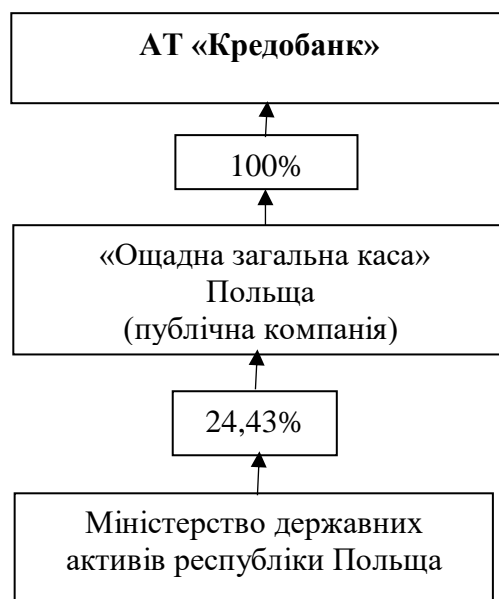 АТ «Кредобанк»
100%
«Ощадна загальна каса»
Польща
(публічна компанія)
24,43%
Міністерство державних
активів республіки Польща